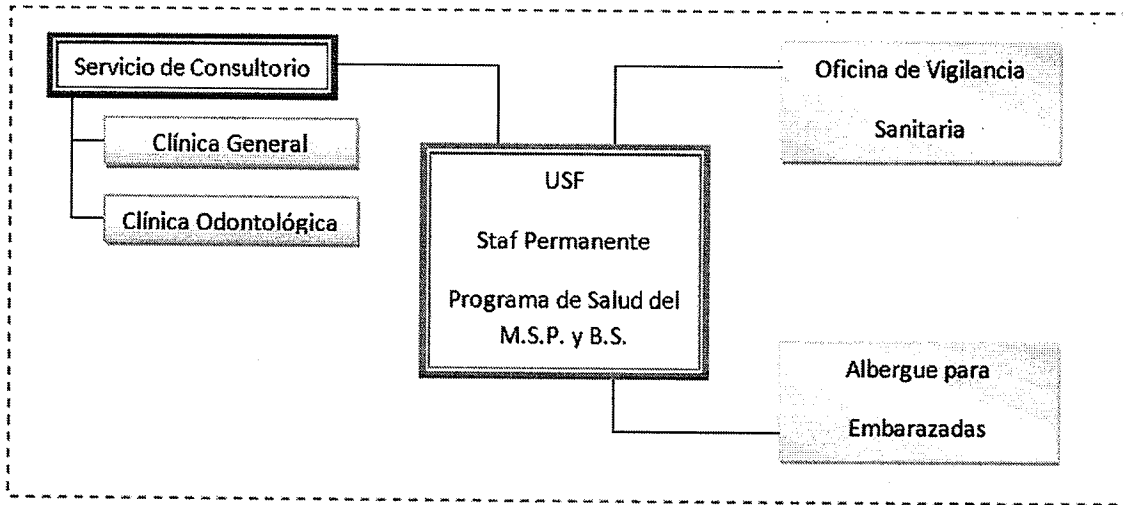 Servicio de Consultorio
Clínica General
Clínica Odontológica
USF
Staf Permanente
Programa de Salud del
M.S.P. y B.S.
Oficina de Vigilancia
Sanitaria
Albergue para
Embarazadas